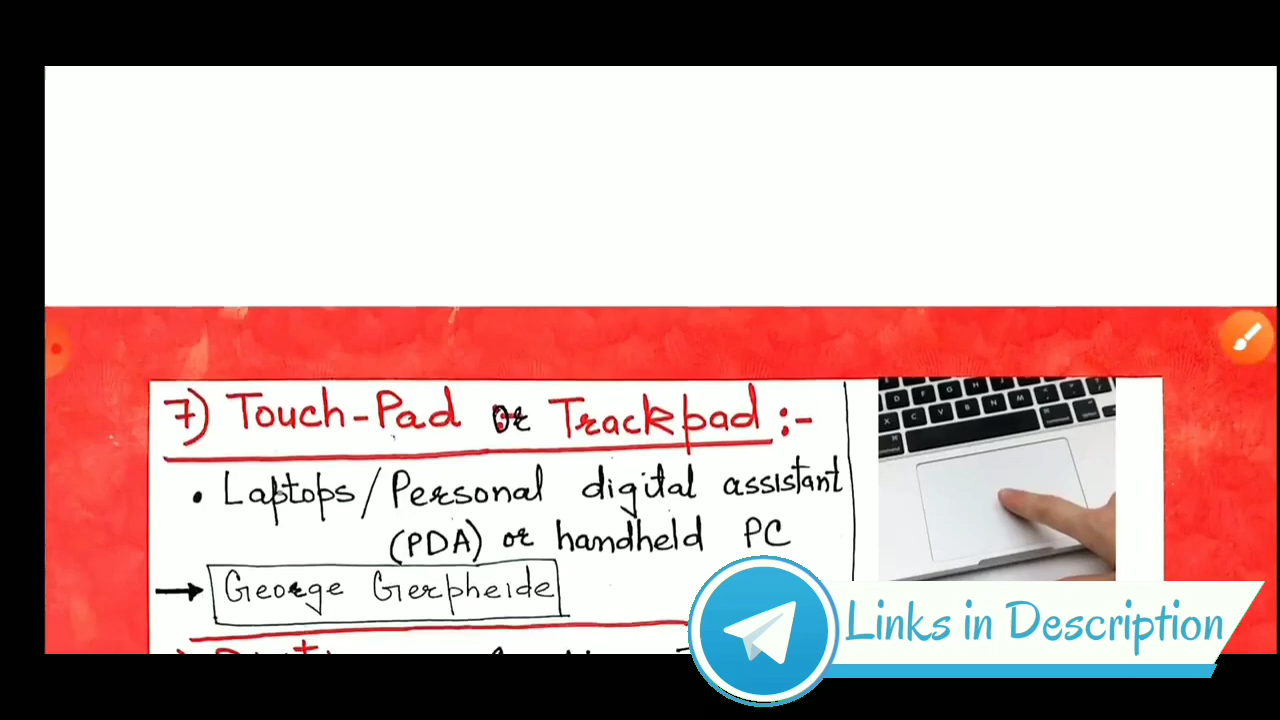 7) Touch-Pad or Trackpad :-
• Laptops/Personal digital assistant
(PDA) or handheld PC
→ George Gerpheide
Links in Description